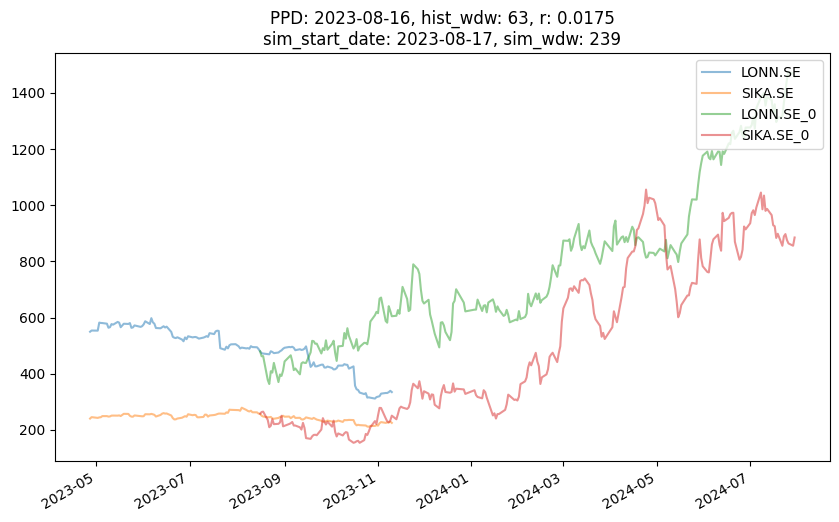 PPD: 2023-08-16, hist_wdw: 63, r: 0.0175
sim_start_date: 2023-08-17, sim_wdw: 239
LONN.SE
SIKA.SE
LONN.SE_0
SIKA.SE_0
1400
1200
1000
800
600
400
200
2023-05
2023-07
2023-09
2023-11
2024-01
2024-03
2024-05
2024-07